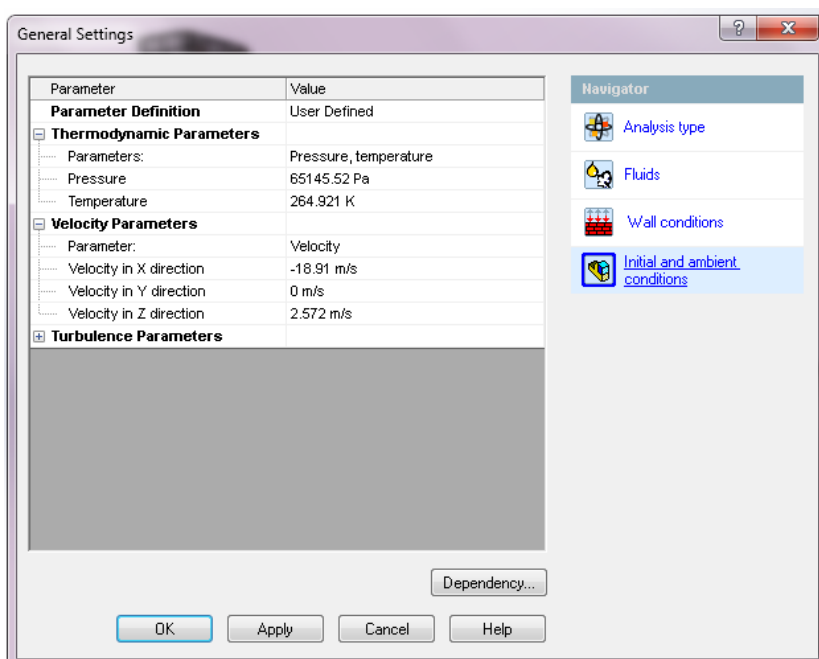 General Settings
?
Parameter Value
Parameter Definition User Defined
Thermodynamic Parameters
Parameters: Pressure, temperature
Pressure 65145.52 Pa
Temperature 264.921 K
Velocity Parameters
Parameter: Velocity
Velocity in X direction -18.91 m/s
Velocity in Y direction 0 m/s
Velocity in Z direction 2.572 m/s
Turbulence Parameters
Navigator
Analysis type
Fluids
Wall conditions
Initial and ambient
conditions
Dependency...
OK Apply Cancel Help